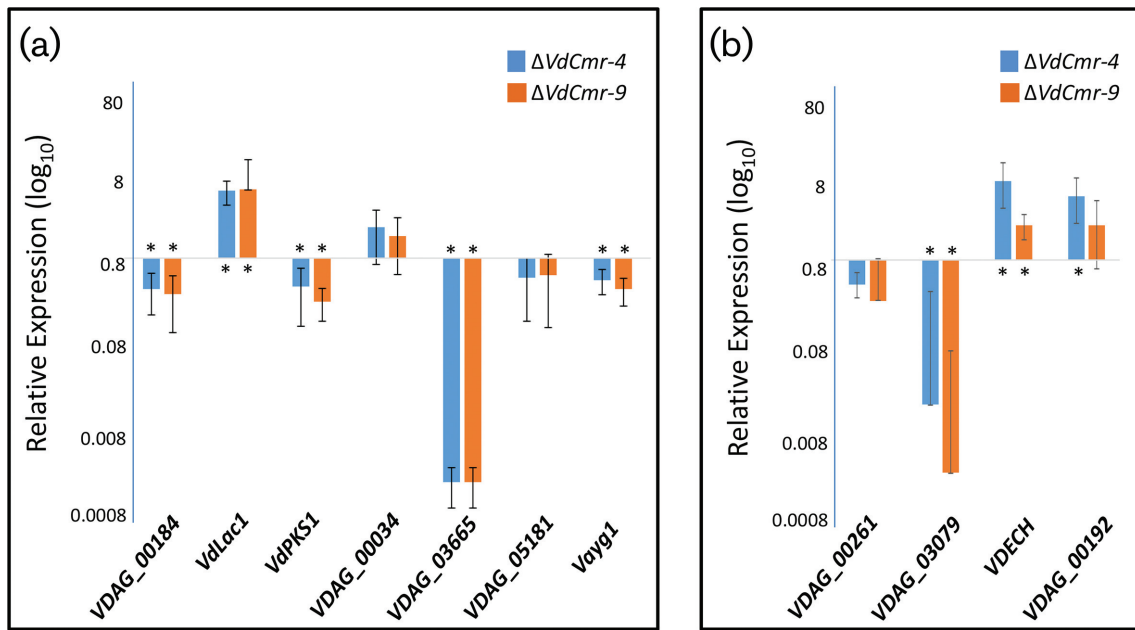 (a)
ΔVdCmr-4
ΔVdCmr-9
Relative Expression (log10)
80
8
0.8
0.08
0.008
0.0008
* * * * * * * * * *
VDAG_00184
VdLac1
VdPKS1
VDAG_00034
VDAG_03665
VDAG_05181
Vayg1
(b)
ΔVdCmr-4
ΔVdCmr-9
Relative Expression (log10)
80
8
0.8
0.08
0.008
0.0008
* * * * *
VDAG_00261
VDAG_03079
VDECH
VDAG_00192